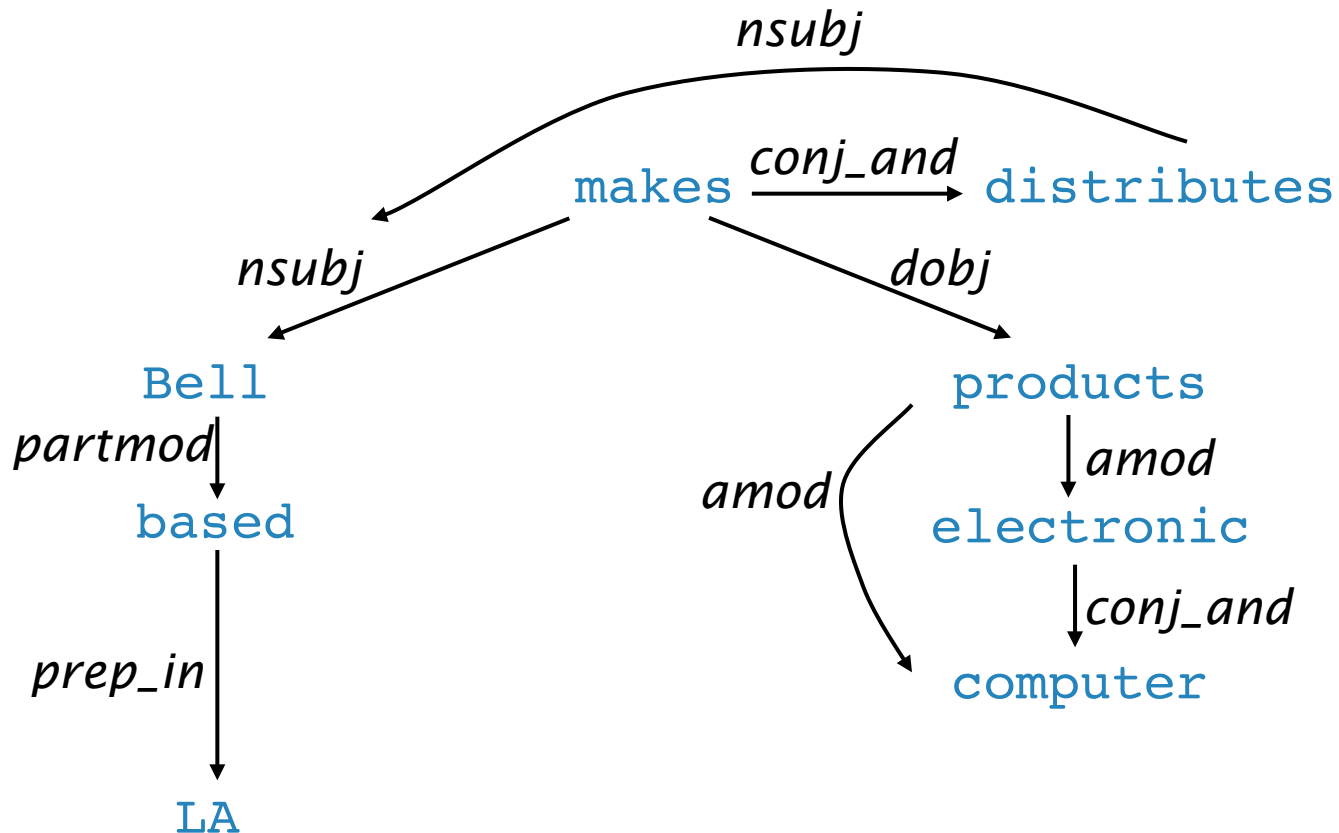 nsubj
conj_and
makes distributes
nsubj dobj
Bell products
partmod amod
amod
based electronic
conj_and
prep_in computer
LA